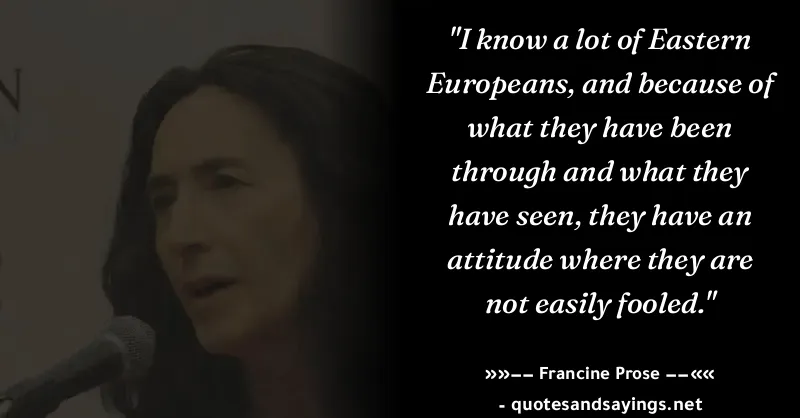 N
"I know a lot of Eastern
Europeans, and because of
what they have been
through and what they
have seen, they have an
attitude where they are
not easily fooled."
»»−− Francine Prose −−««
- quotesandsayings.net